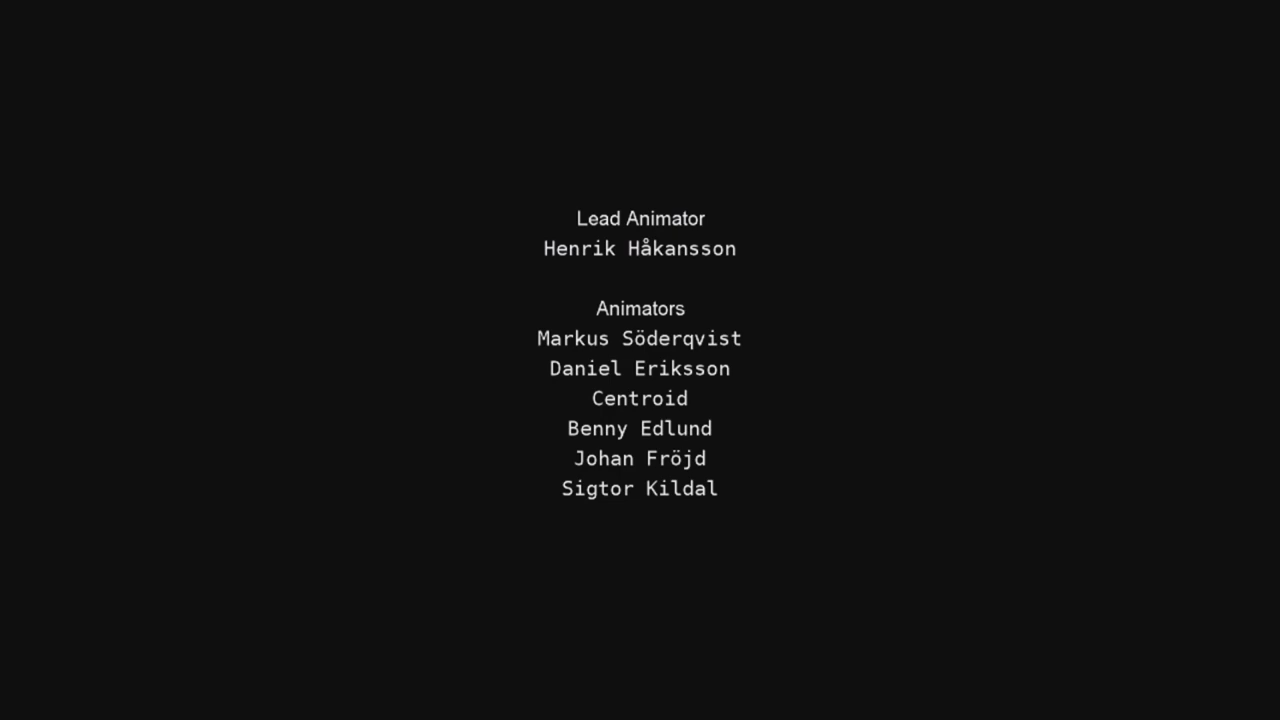 Lead Animator
Henrik Håkansson
Animators
Markus Söderqvist
Daniel Eriksson
Centroid
Benny Edlund
Johan Fröjd
Sigtor Kildal